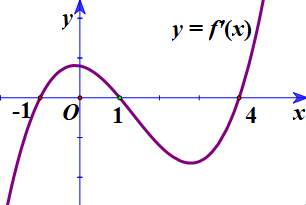 y
y = f'(x)
-1 O 1 4 x